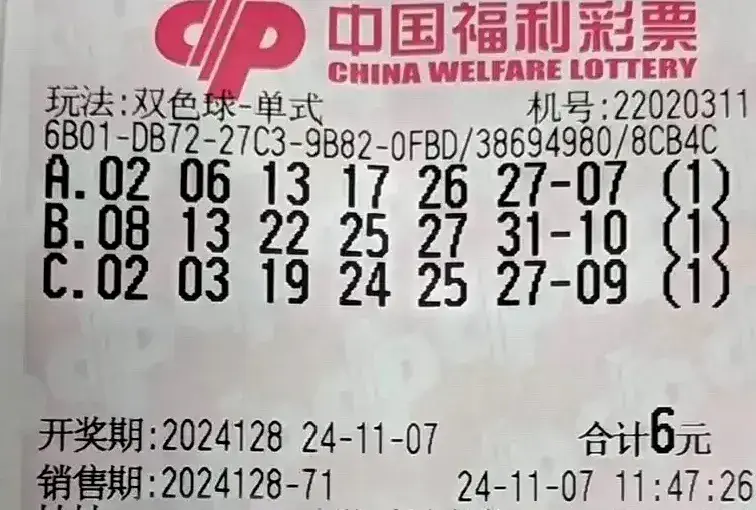 中国福利彩票
CHINA WELFARE LOTTERY
玩法:双色球-单式 机号:22020311
6B01-DB72-27C3-9B82-0FBD/38694980/8CB4C
A.02 06 13 17 26 27-07 (1)
B.08 13 22 25 27 31-10 (1)
C.02 03 19 24 25 27-09 (1)
开奖期:2024128 24-11-07 合计6元
销售期:2024128-71 24-11-07 11:47:26